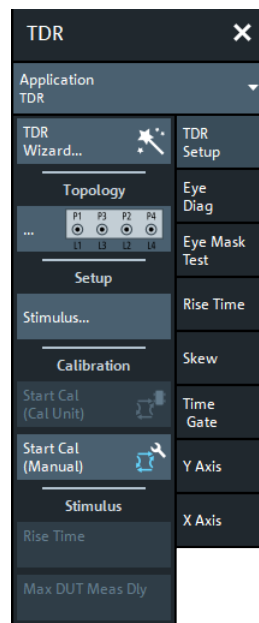 TDR
Application
TDR
TDR
Wizard...
Topology
...
P1 P3 P2 P4
L1 L3 L2 L4
Setup
Stimulus...
Calibration
Start Cal
(Cal Unit)
Start Cal
(Manual)
Stimulus
Rise Time
Max DUT Meas Dly
TDR
Setup
Eye
Diag
Eye Mask
Test
Rise Time
Skew
Time
Gate
Y Axis
X Axis